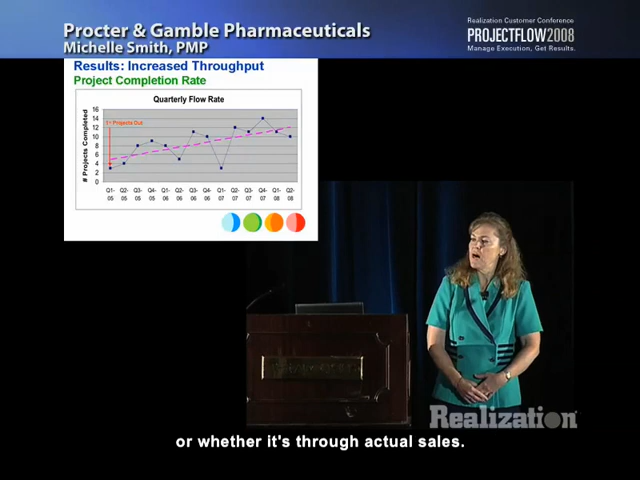 Procter & Gamble Pharmaceuticals
Michelle Smith, PMP
Realization Customer Conference
PROJECTFLOW2008
Manage Execution, Get Results.
Results: Increased Throughput
Project Completion Rate
Quarterly Flow Rate
# Projects Completed
16
14
12
10
8
6
4
2
0
Q1-05 Q2-05 Q3-05 Q4-05 Q1-06 Q2-06 Q3-06 Q4-06 Q1-07 Q2-07 Q3-07 Q4-07 Q1-08 Q2-08
Realization
or whether it's through actual sales.